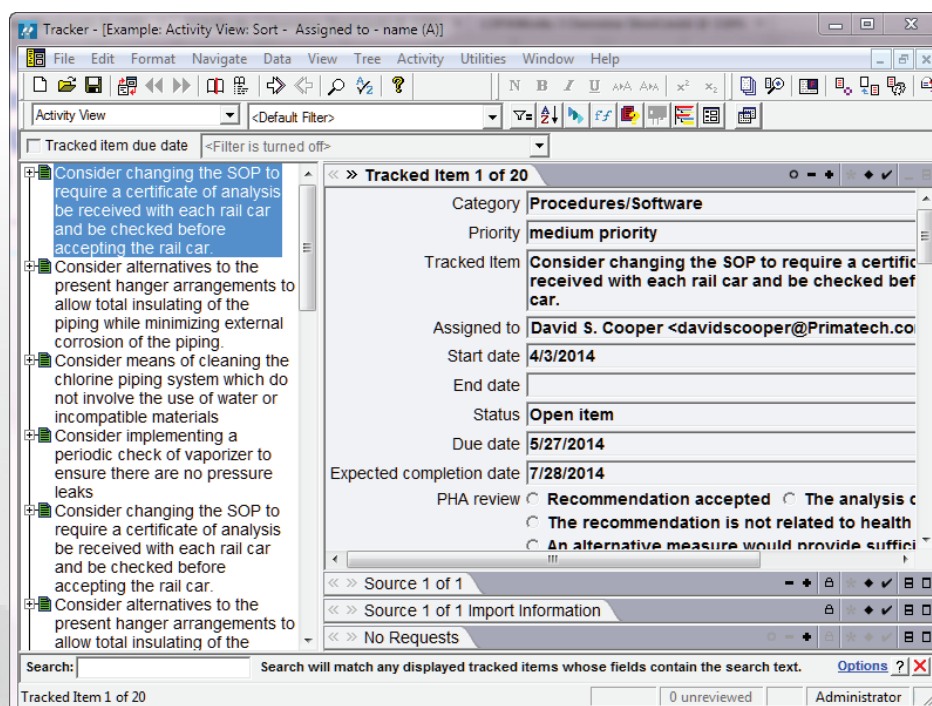 Tracker - [Example: Activity View: Sort - Assigned to - name (A)]
File Edit Format Navigate Data View Tree Activity Utilities Window Help
N B I U x² x₂
Activity View <Default Filter>
Tracked item due date <Filter is turned off>
Consider changing the SOP to
require a certificate of analysis
be received with each rail car
and be checked before
accepting the rail car.
Consider alternatives to the
present hanger arrangements to
allow total insulating of the
piping while minimizing external
corrosion of the piping.
Consider means of cleaning the
chlorine piping system which do
not involve the use of water or
incompatible materials
Consider implementing a
periodic check of vaporizer to
ensure there are no pressure
leaks
Consider changing the SOP to
require a certificate of analysis
be received with each rail car
and be checked before
accepting the rail car.
Consider alternatives to the
present hanger arrangements to
allow total insulating of the
Tracked Item 1 of 20
Category Procedures/Software
Priority medium priority
Tracked Item Consider changing the SOP to require a certific
received with each rail car and be checked bef
car.
Assigned to David S. Cooper <davidscooper@Primatech.co
Start date 4/3/2014
End date
Status Open item
Due date 5/27/2014
Expected completion date 7/28/2014
PHA review Recommendation accepted The analysis
The recommendation is not related to health
An alternative measure would provide suffici
Source 1 of 1
Source 1 of 1 Import Information
No Requests
Search: Search will match any displayed tracked items whose fields contain the search text. Options ?
Tracked Item 1 of 20 0 unreviewed Administrator